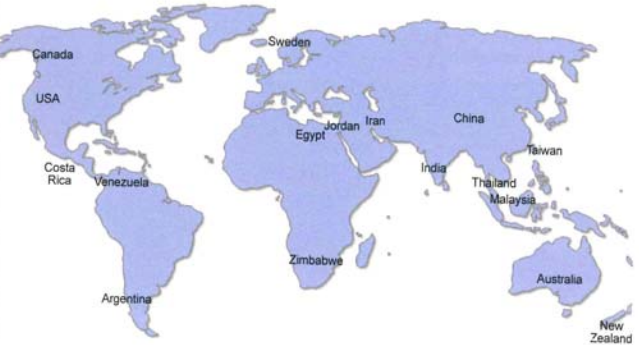 Sweden
Canada
USA
China
Iran
Jordan
Egypt
Taiwan
Costa
Rica
India
Venezuela
Thailand
Malaysia
Zimbabwe
Australia
Argentina
New
Zealand